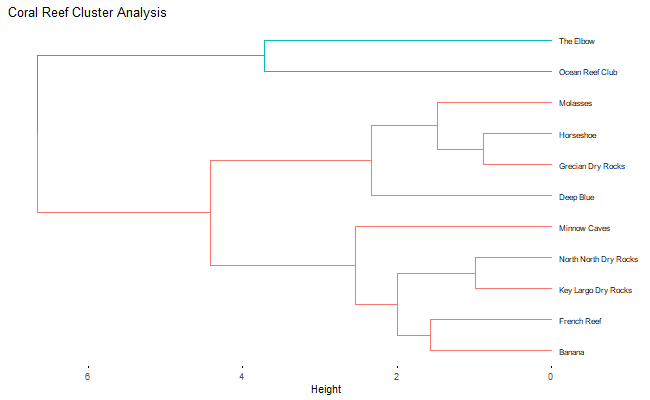 Coral Reef Cluster Analysis
The Elbow
Ocean Reef Club
Molasses
Horseshoe
Grecian Dry Rocks
Deep Blue
Minnow Caves
North North Dry Rocks
Key Largo Dry Rocks
French Reef
Banana
6 4 2 0
Height